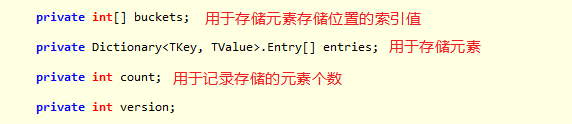 private int[] buckets; 用于存储元素存储位置的索引值
private Dictionary<TKey, TValue>.Entry[] entries; 用于存储元素
private int count; 用于记录存储的元素个数
private int version;